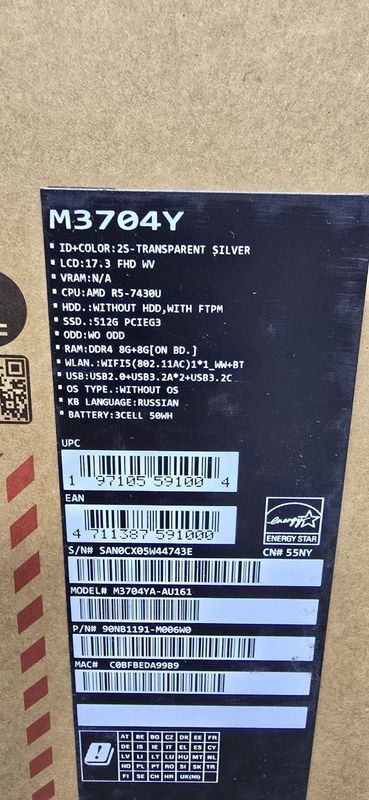 M3704Y
· ID+COLOR:2S-TRANSPARENT SILVER
· LCD:17.3 FHD WV
· VRAM:N/A
· CPU:AMD R5-7430U
· HDD.:WITHOUT HDD,WITH FTPM
· SSD.:512G PCIEG3
· ODD:WO ODD
· RAM:DDR4 8G+8G[ON BD.]
· WLAN.:WIFI5(802.11AC)1*1_WW+BT
· USB:USB2.0+USB3.2A*2+USB3.2C
· OS TYPE:WITHOUT OS
· KB LANGUAGE:RUSSIAN
· BATTERY:3CELL 50WH
UPC
1 97105 59100 4
EAN
4 711387 591000
energy
ENERGY STAR
S/N# SAN0CX05W44743E CN# 55NY
MODEL# M3704YA-AU161
P/N# 90NB1191-M006W0
MAC# C0BFBEDA99B9
AT BE BG CZ DK EE FR
DE IS IE IT EL ES CY
LV LI LT LU HU MT NL
NO PL PT RO SI SK TR
FI SE CH HR UK(NI)